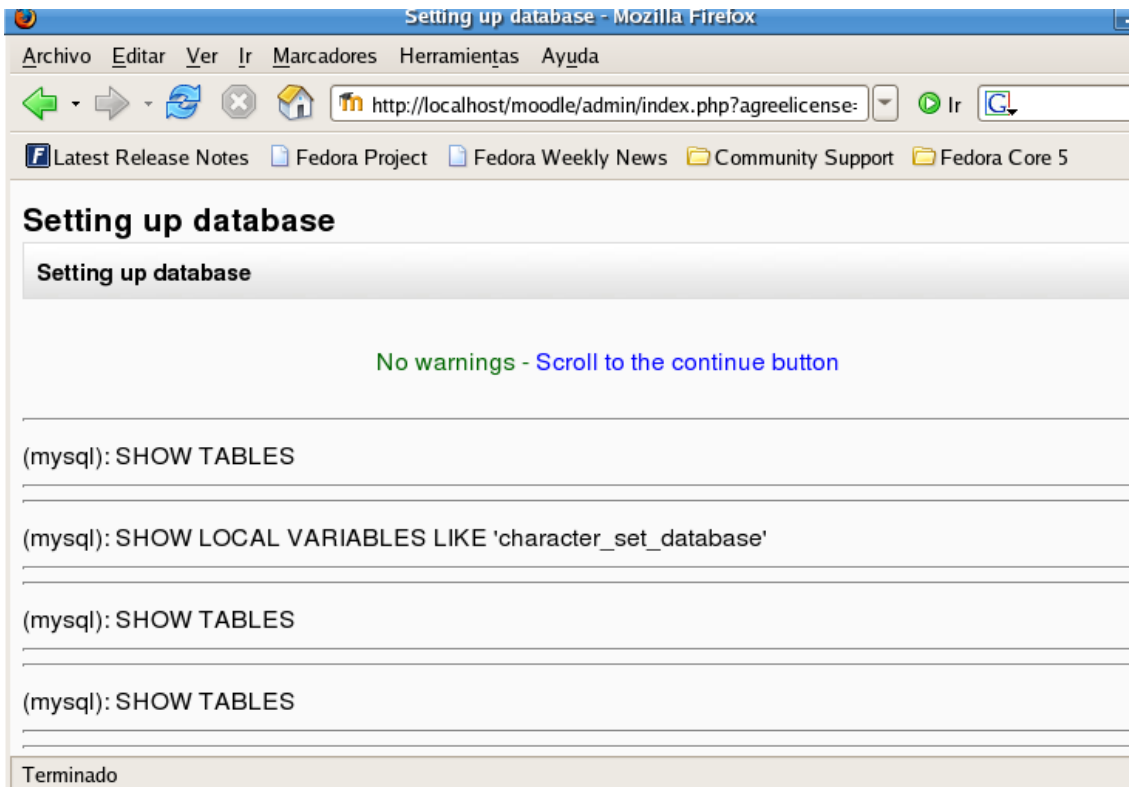 Setting up database - Mozilla Firefox
Archivo Editar Ver Ir Marcadores Herramientas Ayuda
http://localhost/moodle/admin/index.php?agreelicense= Ir
Latest Release Notes Fedora Project Fedora Weekly News Community Support Fedora Core 5
Setting up database
Setting up database
No warnings - Scroll to the continue button
(mysql): SHOW TABLES
(mysql): SHOW LOCAL VARIABLES LIKE 'character_set_database'
(mysql): SHOW TABLES
(mysql): SHOW TABLES
Terminado